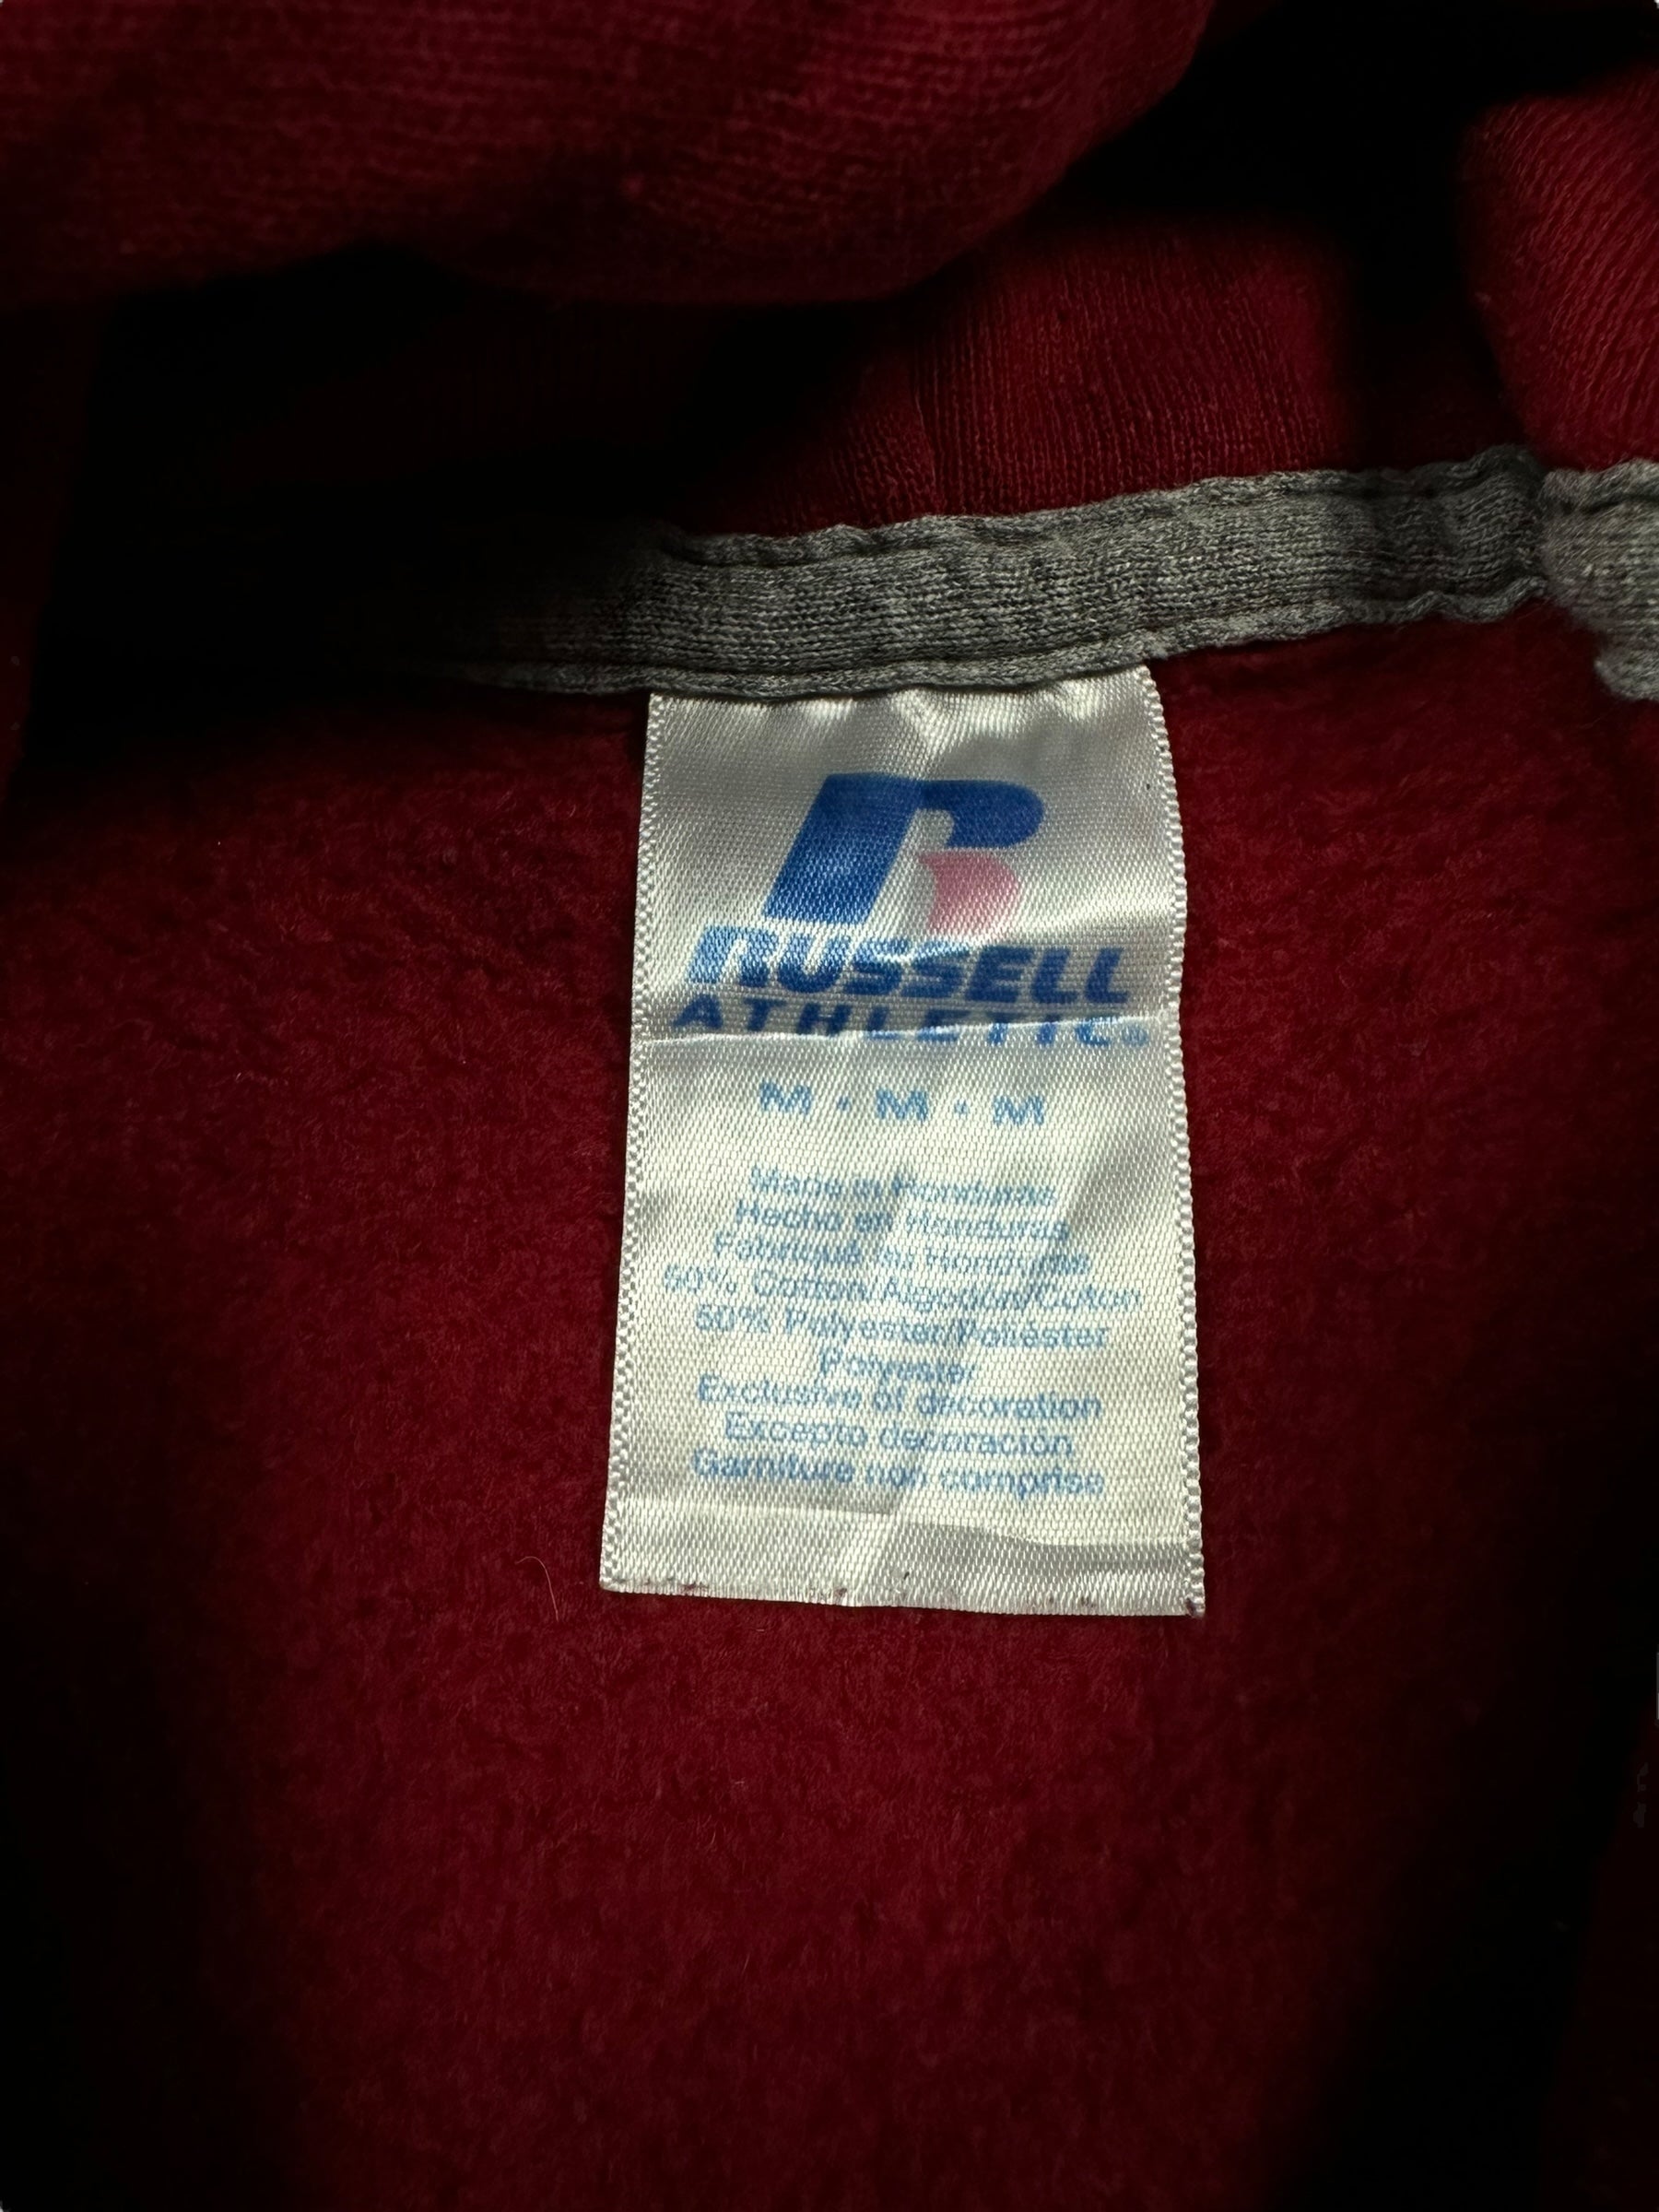 RUSSELL
ATHLETIC®
M • M • M
Made in Honduras
Hecho en Honduras
Fabriqué au Honduras
50% Cotton/Algodón/Coton
50% Polyester/Poliéster
Polyester
Exclusive of decoration
Excepto decoración
Garniture non comprise